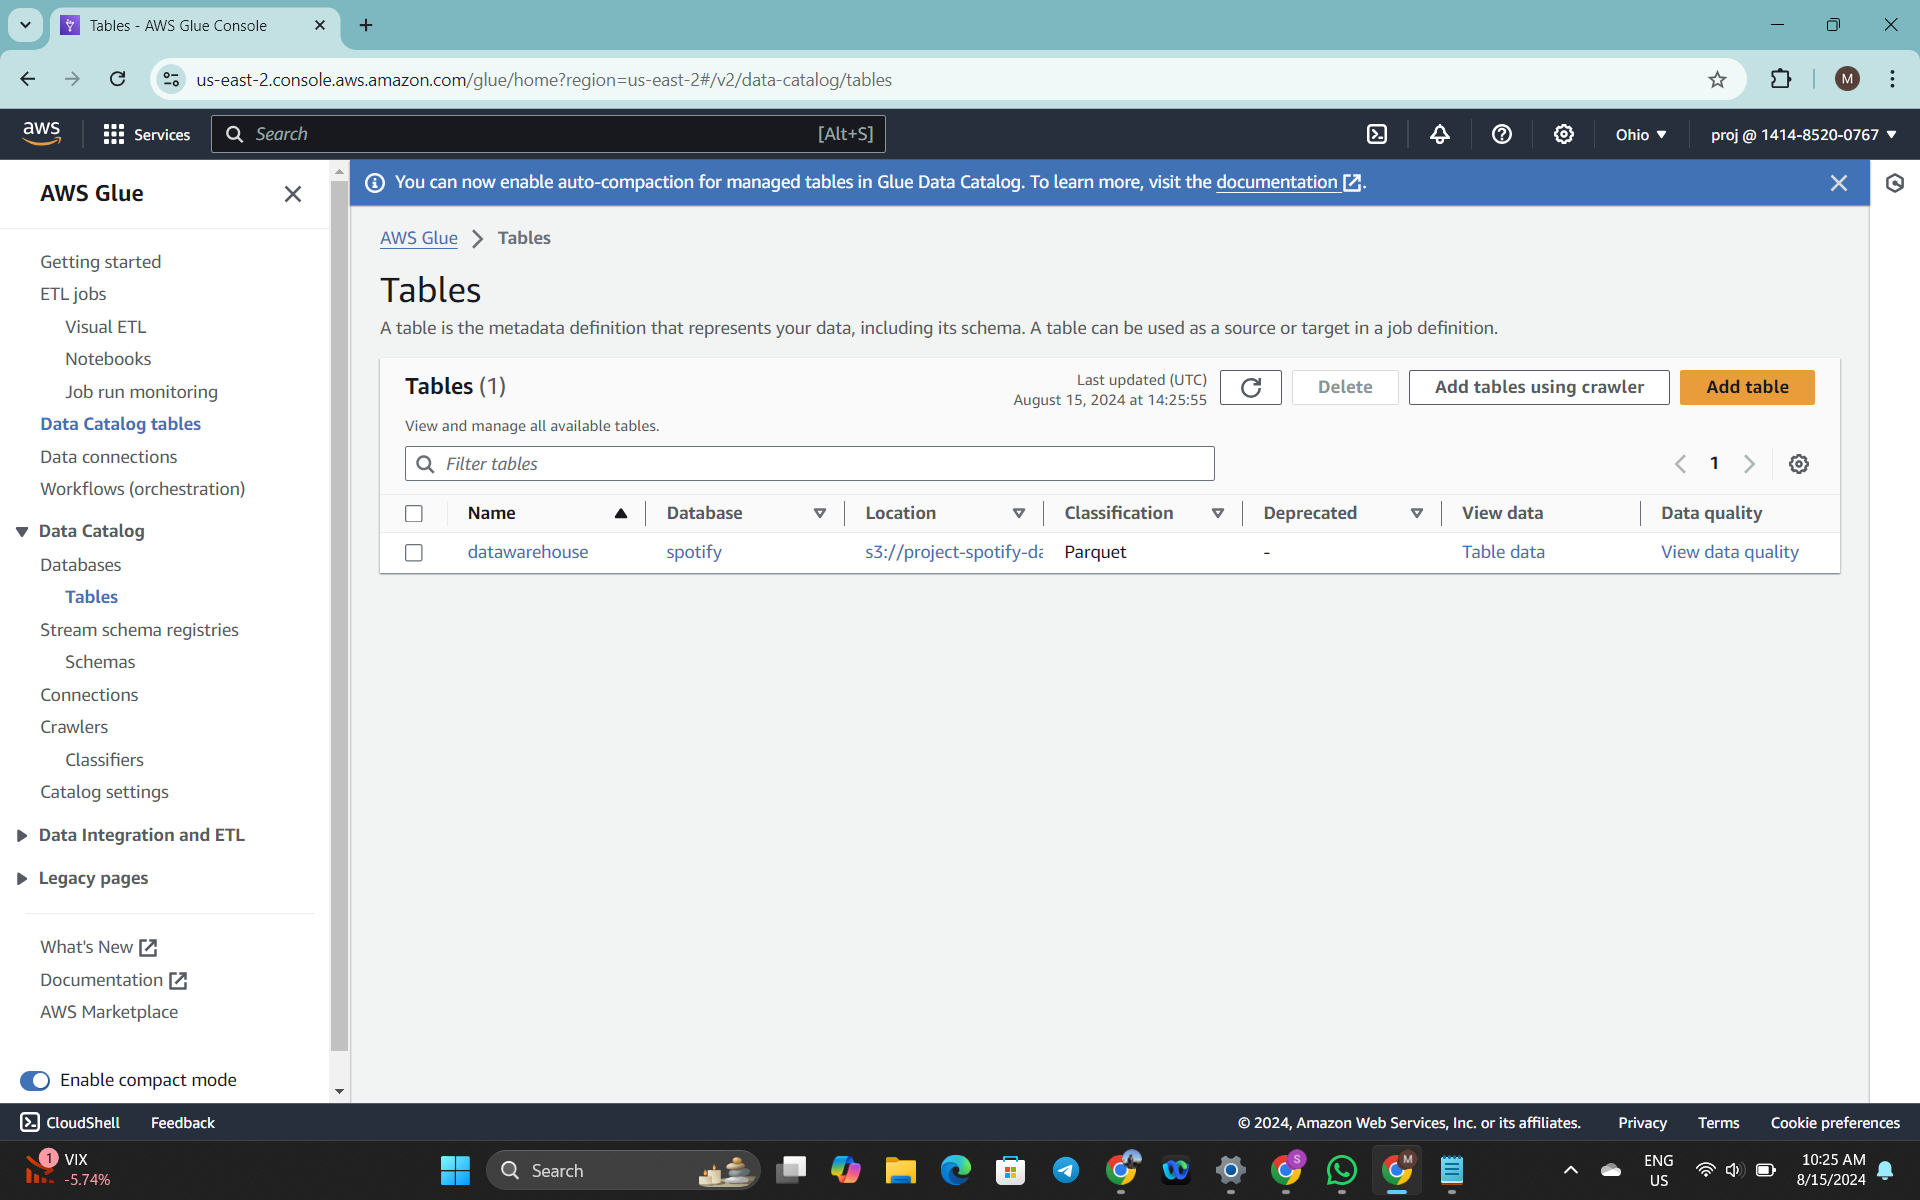 Tables - AWS Glue Console
us-east-2.console.aws.amazon.com/glue/home?region=us-east-2#/v2/data-catalog/tables
M
aws
Services
Search
[Alt+S]
Ohio
proj @ 1414-8520-0767
AWS Glue
Getting started
ETL jobs
Visual ETL
Notebooks
Job run monitoring
Data Catalog tables
Data connections
Workflows (orchestration)
Data Catalog
Databases
Tables
Stream schema registries
Schemas
Connections
Crawlers
Classifiers
Catalog settings
Data Integration and ETL
Legacy pages
What's New
Documentation
AWS Marketplace
Enable compact mode
You can now enable auto-compaction for managed tables in Glue Data Catalog. To learn more, visit the documentation.
AWS Glue > Tables
Tables
A table is the metadata definition that represents your data, including its schema. A table can be used as a source or target in a job definition.
Tables (1)
Last updated (UTC)
August 15, 2024 at 14:25:55
Delete
Add tables using crawler
Add table
View and manage all available tables.
Filter tables
1
Name Database Location Classification Deprecated View data Data quality
datawarehouse spotify s3://project-spotify-da Parquet - Table data View data quality
CloudShell
Feedback
© 2024, Amazon Web Services, Inc. or its affiliates.
Privacy
Terms
Cookie preferences
1
VIX
-5.74%
Search
S
M
ENG
US
10:25 AM
8/15/2024